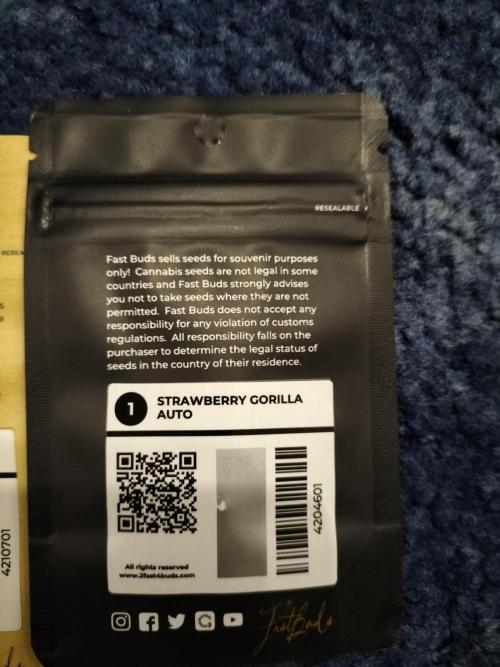 RESEALABLE
Fast Buds sells seeds for souvenir purposes
only! Cannabis seeds are not legal in some
countries and Fast Buds strongly advises
you not to take seeds where they are not
permitted. Fast Buds does not accept any
responsibility for any violation of customs
regulations. All responsibility falls on the
purchaser to determine the legal status of
seeds in the country of their residence.
1
STRAWBERRY GORILLA
AUTO
4204601
All rights reserved
www.2fast4buds.com
FastBuds
4210701